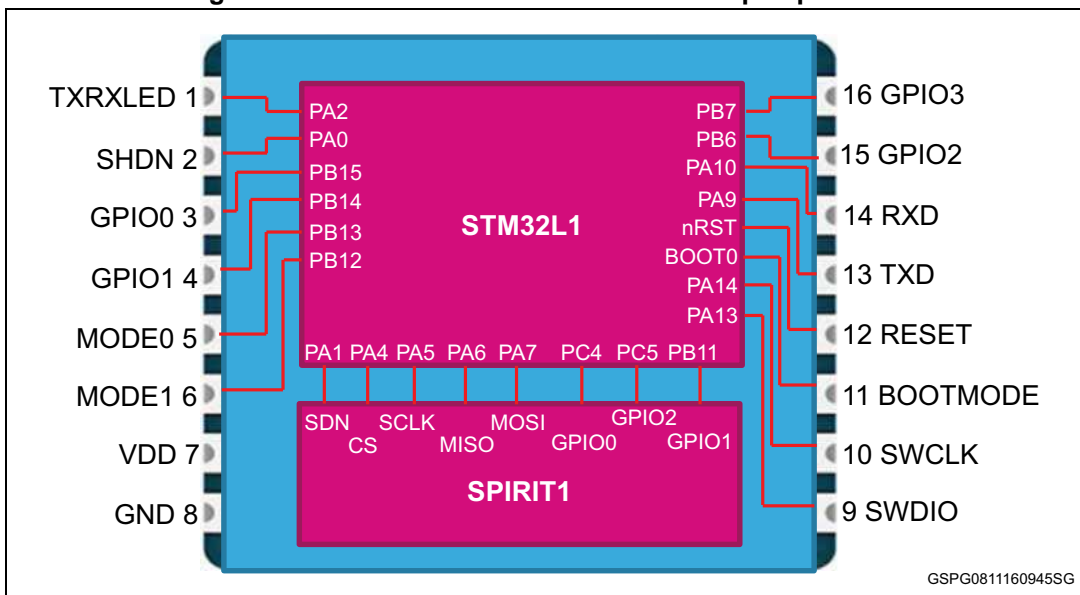 TXRXLED 1
SHDN 2
GPIO0 3
GPIO1 4
MODE0 5
MODE1 6
VDD 7
GND 8
PA2
PA0
PB15
PB14
PB13
PB12
STM32L1
PB7
PB6
PA10
PA9
nRST
BOOT0
PA14
PA13
PA1 PA4 PA5 PA6 PA7 PC4 PC5 PB11
SDN
CS
SCLK
MISO
MOSI
GPIO0
GPIO2
GPIO1
SPIRIT1
16 GPIO3
15 GPIO2
14 RXD
13 TXD
12 RESET
11 BOOTMODE
10 SWCLK
9 SWDIO
GSPG0811160945SG